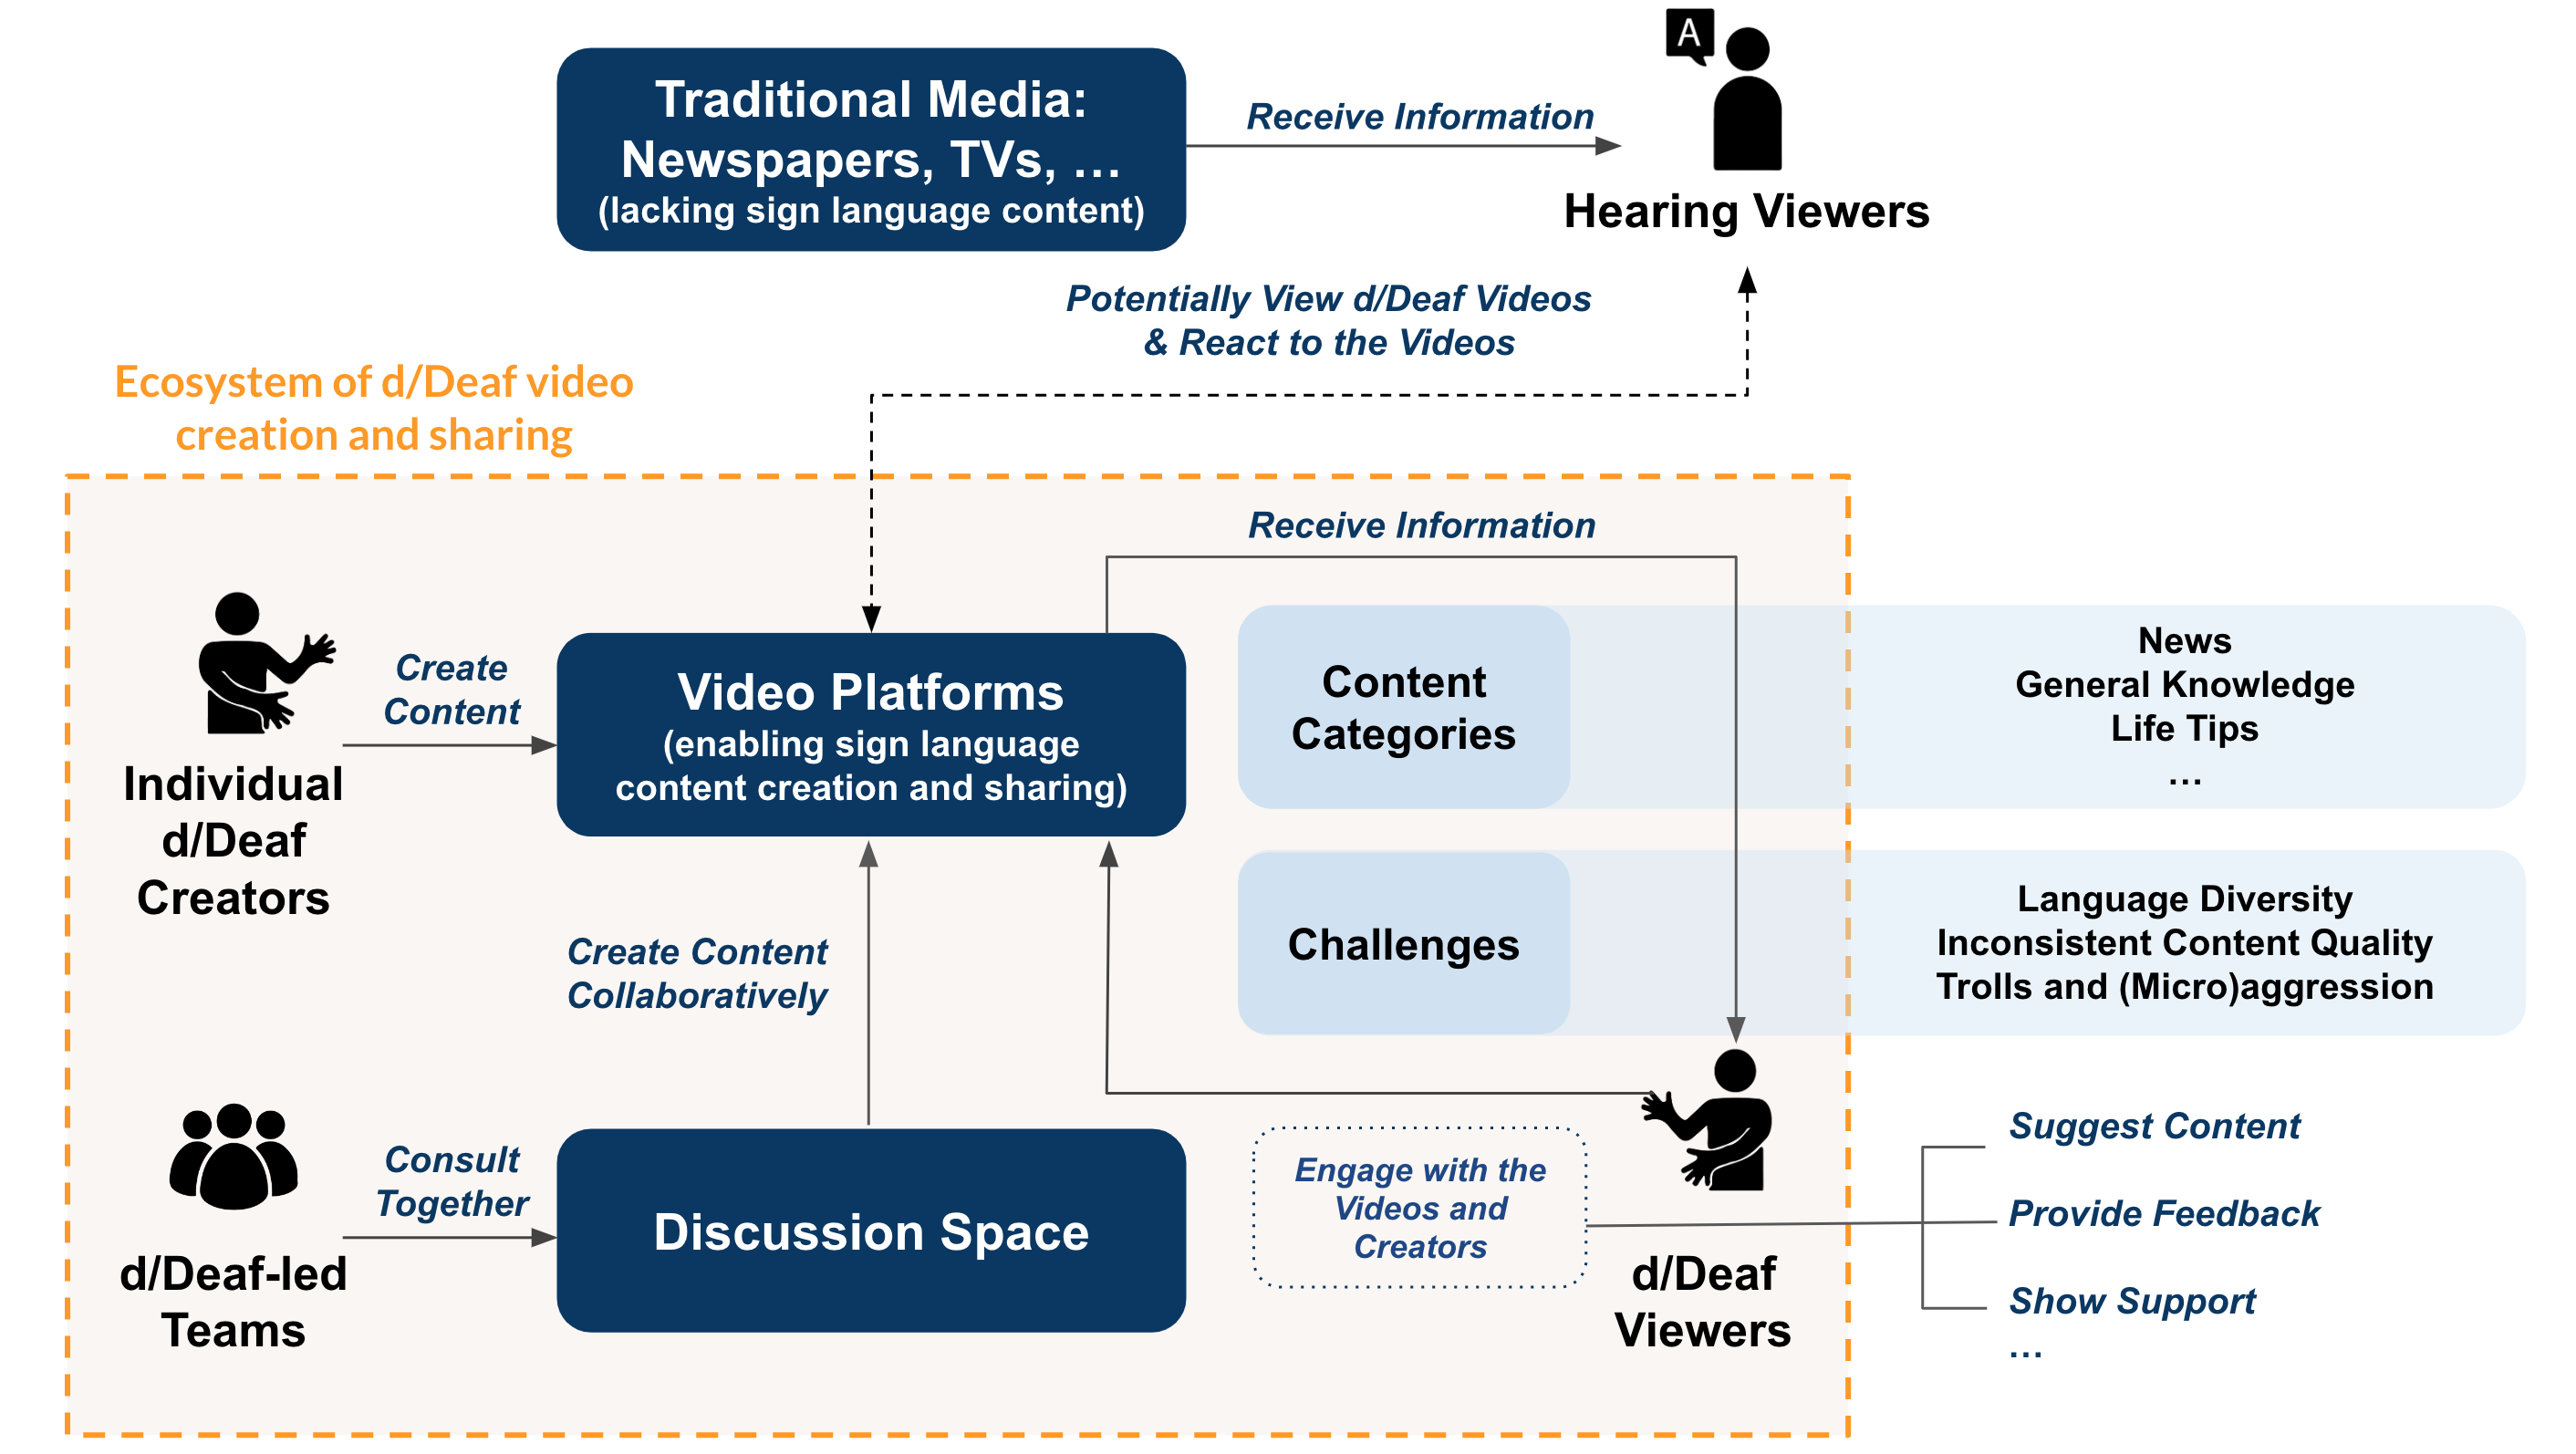 Traditional Media:
Newspapers, TVs, …
(lacking sign language content)
Receive Information
A
Hearing Viewers
Potentially View d/Deaf Videos
& React to the Videos
Ecosystem of d/Deaf video
creation and sharing
Receive Information
Individual
d/Deaf
Creators
Create
Content
Video Platforms
(enabling sign language
content creation and sharing)
Content
Categories
News
General Knowledge
Life Tips
…
Challenges
Language Diversity
Inconsistent Content Quality
Trolls and (Micro)aggression
Create Content
Collaboratively
d/Deaf-led
Teams
Consult
Together
Discussion Space
Engage with the
Videos and
Creators
d/Deaf
Viewers
Suggest Content
Provide Feedback
Show Support
…